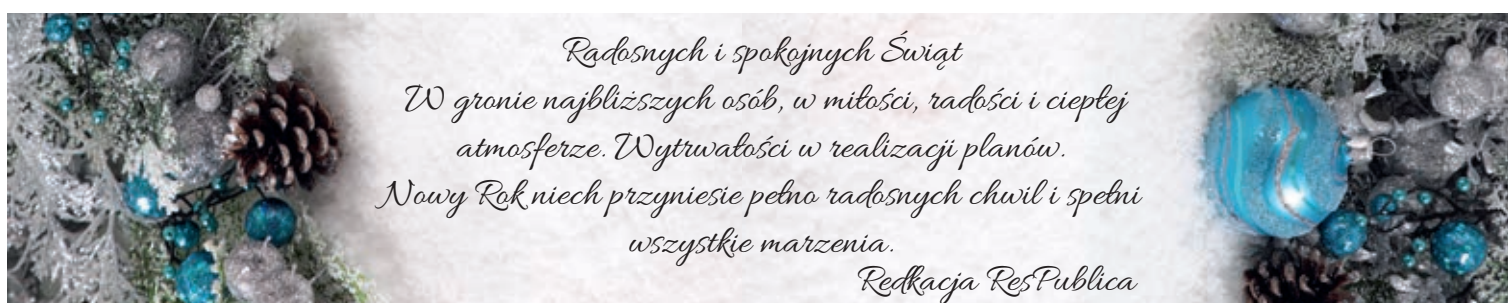 Radosnych i spokojnych Świąt
W gronie najbliższych osób, w miłości, radości i ciepłej
atmosferze. Wytrwałości w realizacji planów.
Nowy Rok niech przyniesie pełno radosnych chwil i spełni
wszystkie marzenia.
Redkacja ResPublica